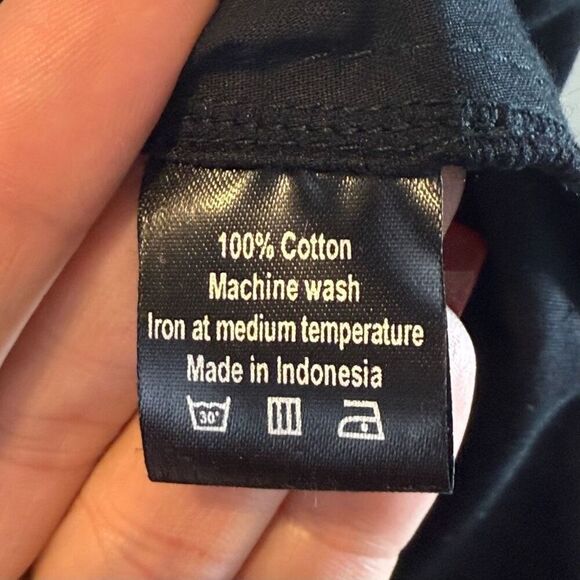 100% Cotton
Machine wash
Iron at medium temperature
Made in Indonesia
30°